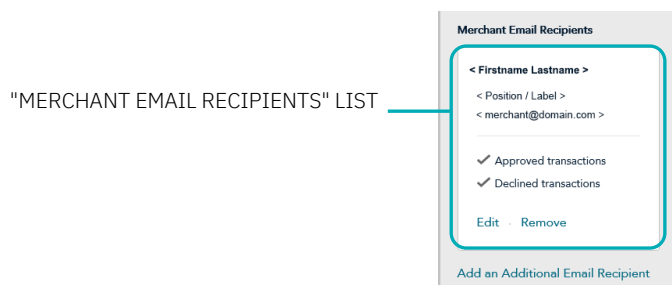 Merchant Email Recipients
< Firstname Lastname >
"MERCHANT EMAIL RECIPIENTS" LIST
< Position / Label >
< merchant@domain.com >
Approved transactions
Declined transactions
Edit · Remove
Add an Additional Email Recipient